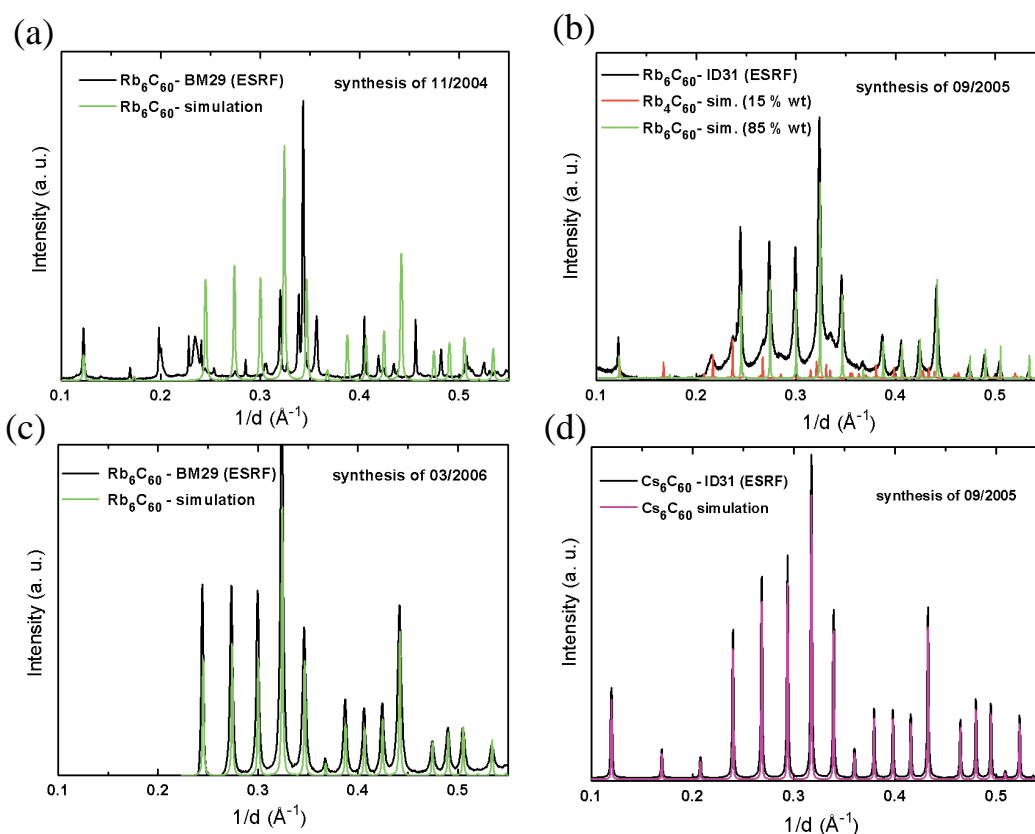 (a)
Rb₆C₆₀- BM29 (ESRF)
synthesis of 11/2004
Rb₆C₆₀- simulation
Intensity (a. u.)
0.1 0.2 0.3 0.4 0.5
1/d (Å⁻¹)
(b)
Rb₆C₆₀- ID31 (ESRF)
synthesis of 09/2005
Rb₄C₆₀- sim. (15 % wt)
Rb₆C₆₀- sim. (85 % wt)
Intensity (a. u.)
0.1 0.2 0.3 0.4 0.5
1/d (Å⁻¹)
(c)
Rb₆C₆₀ - BM29 (ESRF)
synthesis of 03/2006
Rb₆C₆₀ - simulation
Intensity (a. u.)
0.1 0.2 0.3 0.4 0.5
1/d (Å⁻¹)
(d)
Cs₆C₆₀ - ID31 (ESRF)
Cs₆C₆₀ simulation
synthesis of 09/2005
Intensity (a. u.)
0.1 0.2 0.3 0.4 0.5
1/d (Å⁻¹)